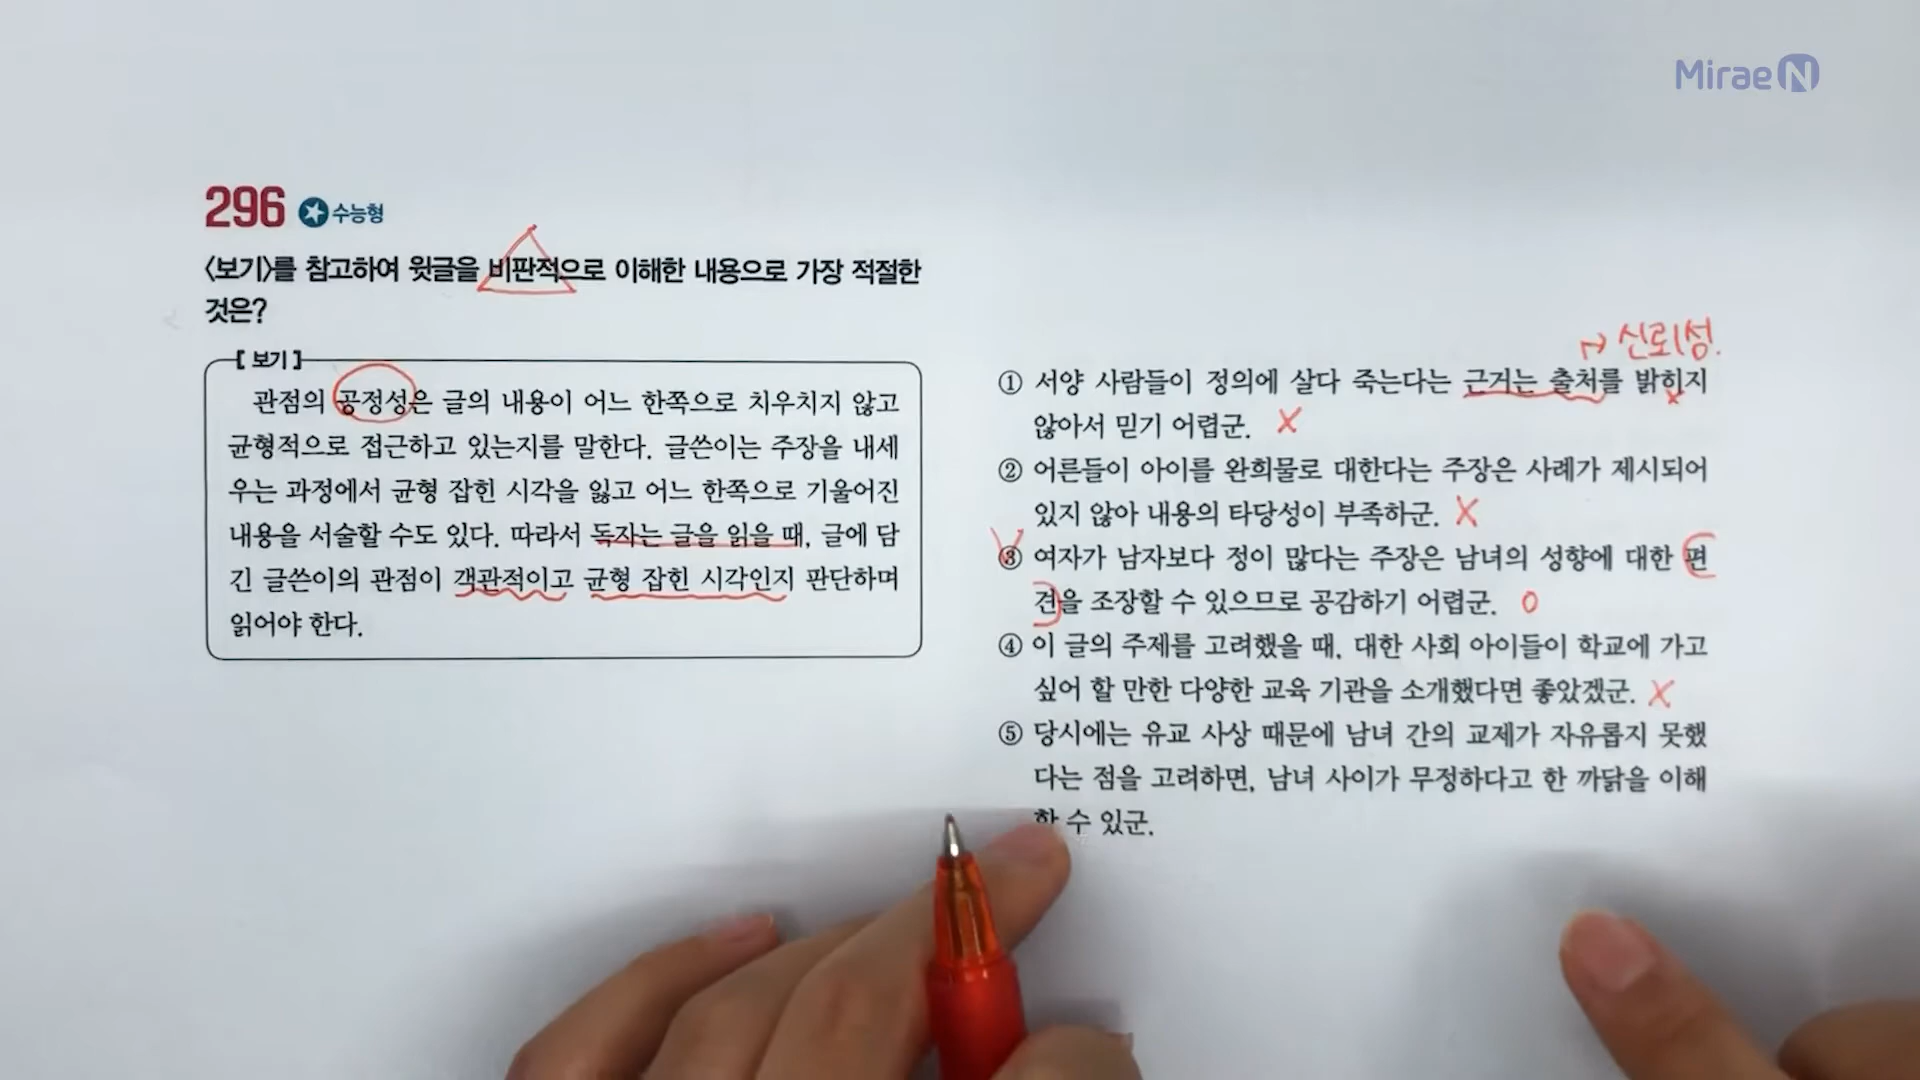 Mirae N
296 수능형
<보기>를 참고하여 윗글을 비판적으로 이해한 내용으로 가장 적절한
것은?
[ 보기 ]
관점의 공정성은 글의 내용이 어느 한쪽으로 치우치지 않고
균형적으로 접근하고 있는지를 말한다. 글쓴이는 주장을 내세
우는 과정에서 균형 잡힌 시각을 잃고 어느 한쪽으로 기울어진
내용을 서술할 수도 있다. 따라서 독자는 글을 읽을 때, 글에 담
긴 글쓴이의 관점이 객관적이고 균형 잡힌 시각인지 판단하며
읽어야 한다.
신뢰성.
① 서양 사람들이 정의에 살다 죽는다는 근거는 출처를 밝히지
않아서 믿기 어렵군. X
② 어른들이 아이를 완희물로 대한다는 주장은 사례가 제시되어
있지 않아 내용의 타당성이 부족하군. X
③ 여자가 남자보다 정이 많다는 주장은 남녀의 성향에 대한 편
견을 조장할 수 있으므로 공감하기 어렵군. O
④ 이 글의 주제를 고려했을 때, 대한 사회 아이들이 학교에 가고
싶어 할 만한 다양한 교육 기관을 소개했다면 좋았겠군. X
⑤ 당시에는 유교 사상 때문에 남녀 간의 교제가 자유롭지 못했
다는 점을 고려하면, 남녀 사이가 무정하다고 한 까닭을 이해
할 수 있군.